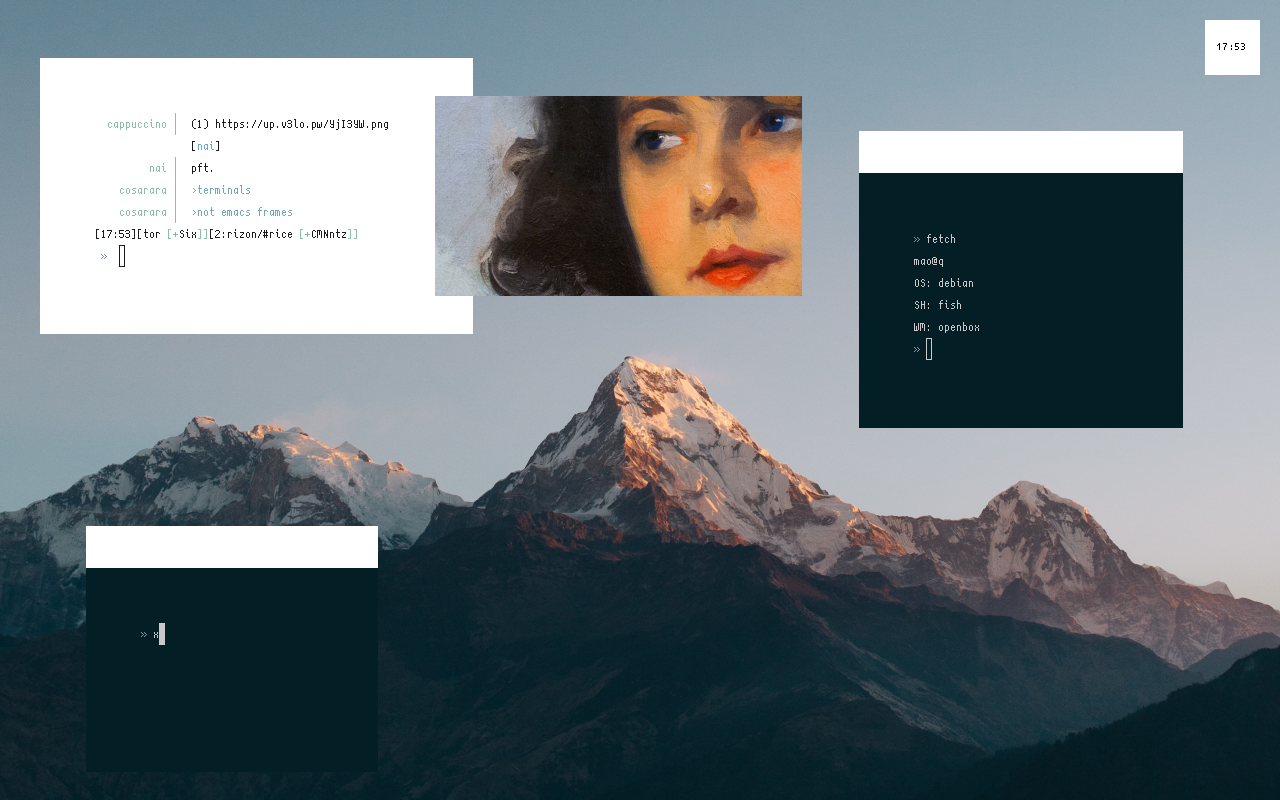 17:53
cappuccino (1) https://up.v3lo.pw/YjI3YW.png
[nai]
nai pft.
cosarara >terminals
cosarara >not emacs frames
[17:53][tor [+Six]][2:rizon/#rice [+CMNntz]]
»
» fetch
mao@q
OS: debian
SH: fish
WM: openbox
»
» x